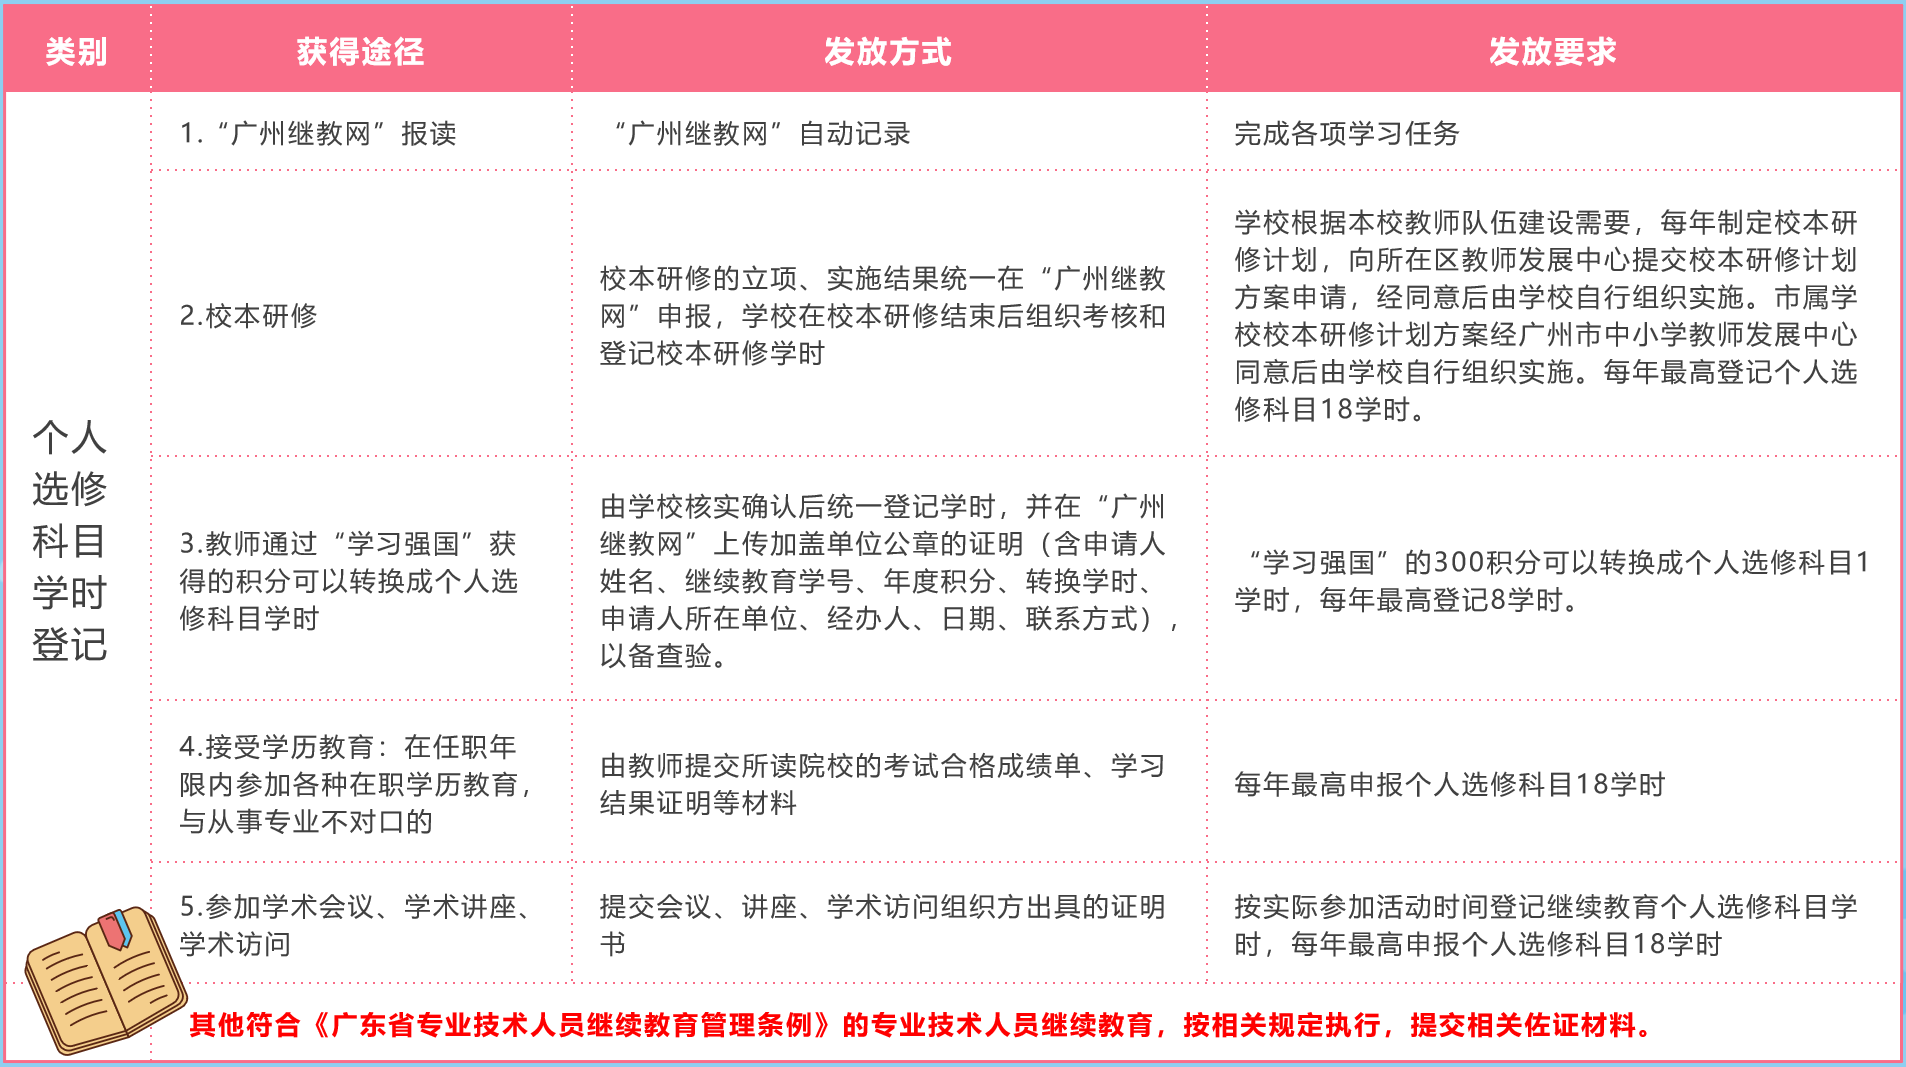 类别
获得途径
发放方式
发放要求
个人
选修
科目
学时
登记
1.“广州继教网”报读
“广州继教网”自动记录
完成各项学习任务
2.校本研修
校本研修的立项、实施结果统一在“广州继教
网”申报，学校在校本研修结束后组织考核和
登记校本研修学时
学校根据本校教师队伍建设需要，每年制定校本研
修计划，向所在区教师发展中心提交校本研修计划
方案申请，经同意后由学校自行组织实施。市属学
校校本研修计划方案经广州市中小学教师发展中心
同意后由学校自行组织实施。每年最高登记个人选
修科目18学时。
3.教师通过“学习强国”获
得的积分可以转换成个人选
修科目学时
由学校核实确认后统一登记学时，并在“广州
继教网”上传加盖单位公章的证明（含申请人
姓名、继续教育学号、年度积分、转换学时、
申请人所在单位、经办人、日期、联系方式），
以备查验。
“学习强国”的300积分可以转换成个人选修科目1
学时，每年最高登记8学时。
4.接受学历教育：在任职年
限内参加各种在职学历教育，
与从事专业不对口的
由教师提交所读院校的考试合格成绩单、学习
结果证明等材料
每年最高申报个人选修科目18学时
5.参加学术会议、学术讲座、
学术访问
提交会议、讲座、学术访问组织方出具的证明
书
按实际参加活动时间登记继续教育个人选修科目学
时，每年最高申报个人选修科目18学时
其他符合《广东省专业技术人员继续教育管理条例》的专业技术人员继续教育，按相关规定执行，提交相关佐证材料。